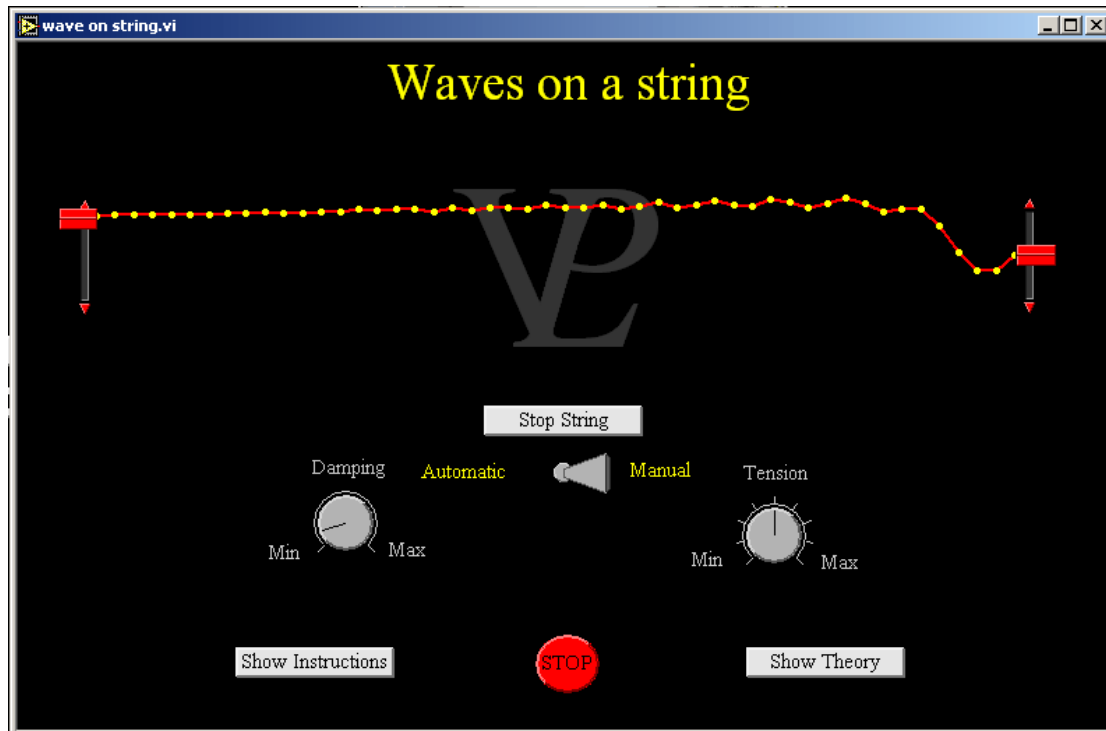 wave on string.vi
Waves on a string
VPL
Stop String
Damping
Automatic
Manual
Tension
Min
Max
Min
Max
Show Instructions
STOP
Show Theory